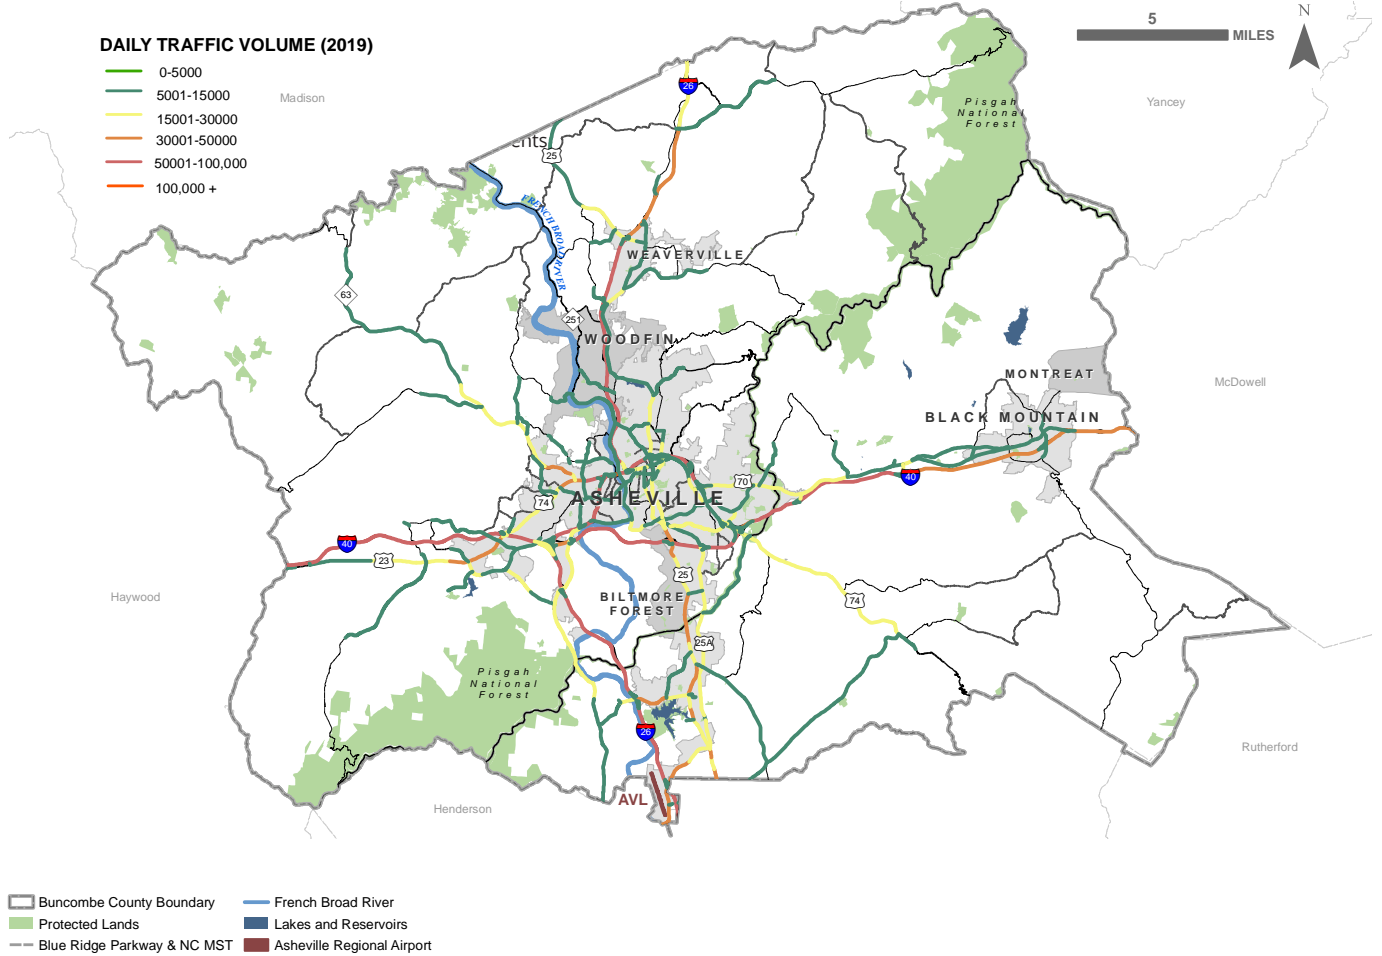 5
MILES
N
DAILY TRAFFIC VOLUME (2019)
0-5000
5001-15000
15001-30000
30001-50000
50001-100,000
100,000 +
Madison
Yancey
26
Pisgah
National
Forest
ents
25
FRENCH BROAD RIVER
WEAVERVILLE
63
251
WOODFIN
MONTREAT
McDowell
BLACK MOUNTAIN
40
70
74
ASHEVILLE
40
23
25
74
Haywood
BILTMORE
FOREST
25A
Pisgah
National
Forest
26
Rutherford
AVL
Henderson
Buncombe County Boundary
French Broad River
Protected Lands
Lakes and Reservoirs
Blue Ridge Parkway & NC MST
Asheville Regional Airport